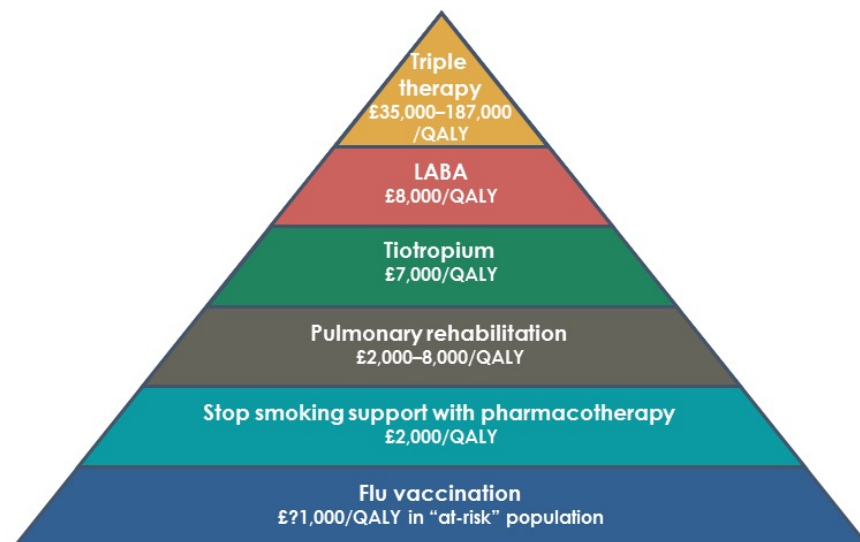 Triple
therapy
£35,000–187,000
/QALY
LABA
£8,000/QALY
Tiotropium
£7,000/QALY
Pulmonary rehabilitation
£2,000–8,000/QALY
Stop smoking support with pharmacotherapy
£2,000/QALY
Flu vaccination
£?1,000/QALY in “at-risk” population